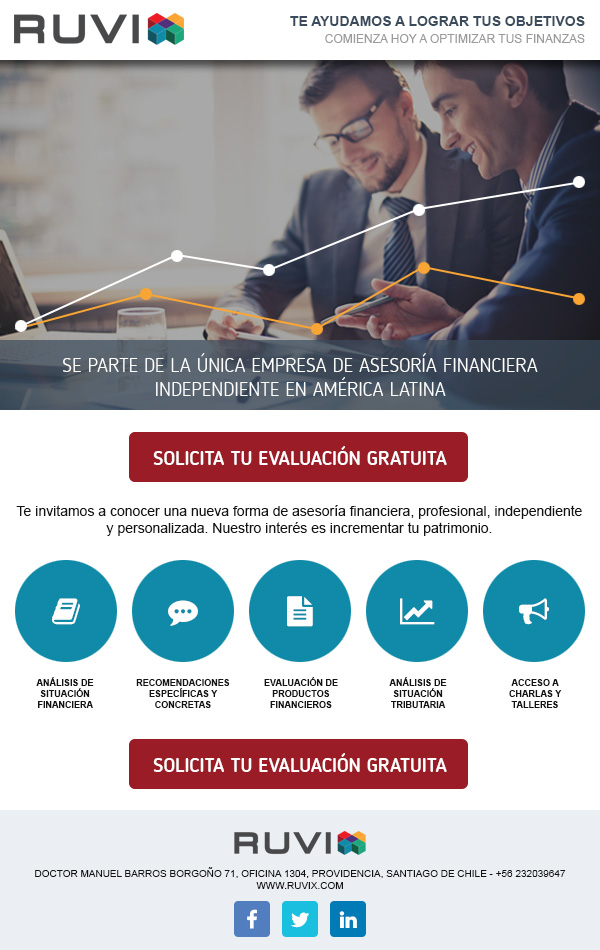 RUVIX
TE AYUDAMOS A LOGRAR TUS OBJETIVOS
COMIENZA HOY A OPTIMIZAR TUS FINANZAS
SE PARTE DE LA ÚNICA EMPRESA DE ASESORÍA FINANCIERA
INDEPENDIENTE EN AMÉRICA LATINA
SOLICITA TU EVALUACIÓN GRATUITA
Te invitamos a conocer una nueva forma de asesoría financiera, profesional, independiente
y personalizada. Nuestro interés es incrementar tu patrimonio.
ANÁLISIS DE
SITUACIÓN
FINANCIERA
RECOMENDACIONES
ESPECÍFICAS Y
CONCRETAS
EVALUACIÓN DE
PRODUCTOS
FINANCIEROS
ANÁLISIS DE
SITUACIÓN
TRIBUTARIA
ACCESO A
CHARLAS Y
TALLERES
SOLICITA TU EVALUACIÓN GRATUITA
RUVIX
DOCTOR MANUEL BARROS BORGOÑO 71, OFICINA 1304, PROVIDENCIA, SANTIAGO DE CHILE - +56 232039647
WWW.RUVIX.COM